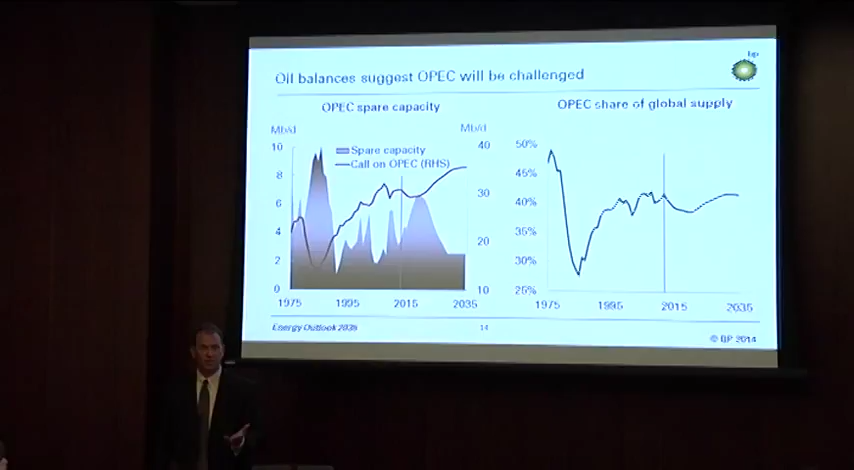 bp
Oil balances suggest OPEC will be challenged
OPEC spare capacity
Mb/d
Mb/d
Spare capacity
Call on OPEC (RHS)
10
8
6
4
2
0
40
30
20
10
1975 1995 2015 2035
OPEC share of global supply
50%
45%
40%
35%
30%
25%
1975 1995 2015 2035
Energy Outlook 2035
14
© BP 2014